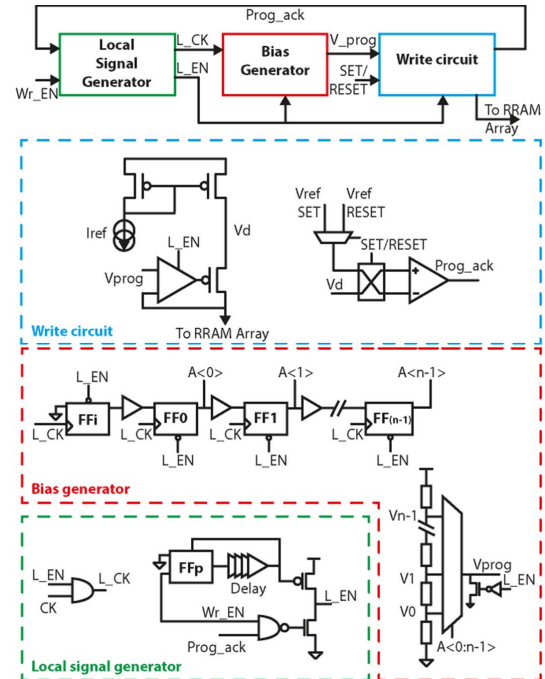 Prog_ack
Local
Signal
Generator
L_CK
L_EN
Wr_EN
Bias
Generator
V_prog
SET/
RESET
Write circuit
To RRAM
Array
Vref
SET
Vref
RESET
Iref
Vd
L_EN
Vprog
To RRAM Array
SET/RESET
Vd
Prog_ack
Write circuit
L_EN
A<0>
A<1>
A<n-1>
FFi
FF0
FF1
FF(n-1)
L_CK
L_CK
L_CK
L_CK
L_EN
L_EN
L_EN
Bias generator
Vn-1
V1
V0
Vprog
L_EN
A<0:n-1>
L_EN
CK
L_CK
FFp
Delay
Wr_EN
Prog_ack
L_EN
Local signal generator